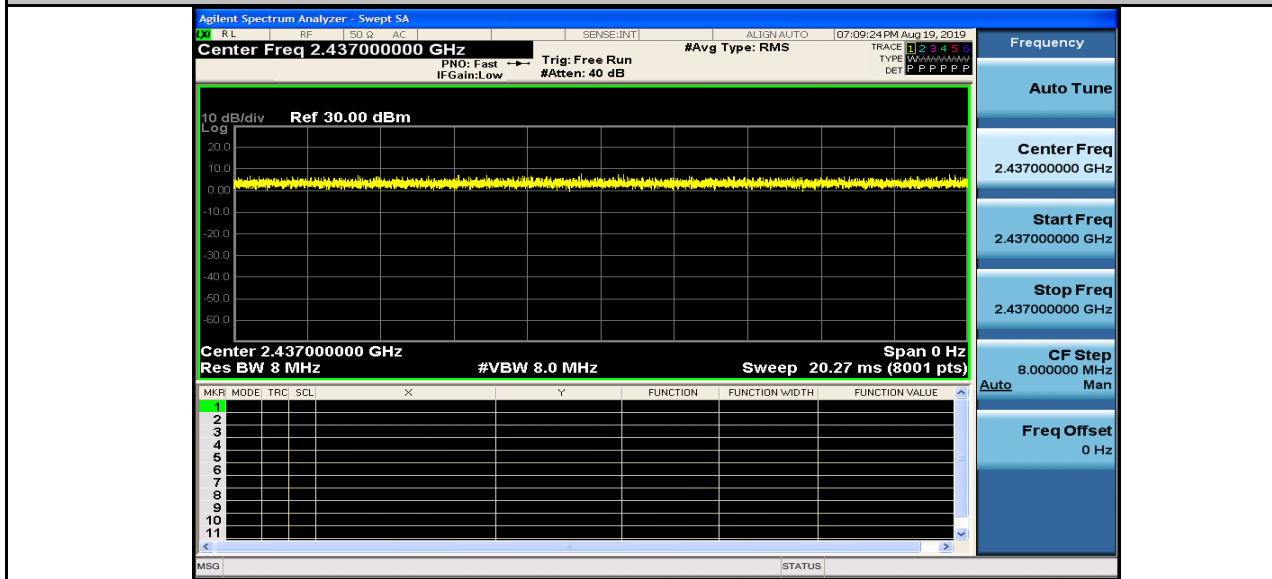 Agilent Spectrum Analyzer - Swept SA
LXI RL RF 50 Ω AC SENSE:INT ALIGN AUTO 07:09:24 PM Aug 19, 2019
Center Freq 2.437000000 GHz
PNO: Fast
IFGain:Low
Trig: Free Run
#Atten: 40 dB
#Avg Type: RMS
TRACE 1 2 3 4 5 6
TYPE WWWWWW
DET P P P P P P
10 dB/div
Log
Ref 30.00 dBm
20.0
10.0
0.00
-10.0
-20.0
-30.0
-40.0
-50.0
-60.0
Center 2.437000000 GHz Span 0 Hz
Res BW 8 MHz #VBW 8.0 MHz Sweep 20.27 ms (8001 pts)
MKR MODE TRC SCL X Y FUNCTION FUNCTION WIDTH FUNCTION VALUE
1
2
3
4
5
6
7
8
9
10
11
MSG STATUS
Frequency
Auto Tune
Center Freq
2.437000000 GHz
Start Freq
2.437000000 GHz
Stop Freq
2.437000000 GHz
CF Step
8.000000 MHz
Auto Man
Freq Offset
0 Hz